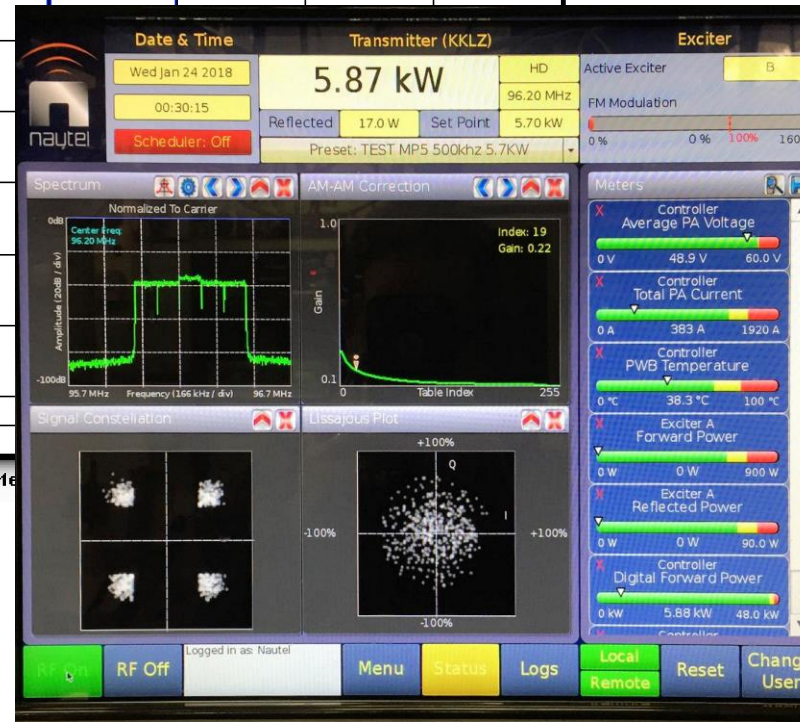 Date & Time
Transmitter (KKLZ)
Exciter
nautel
Wed Jan 24 2018
00:30:15
Scheduler: Off
5.87 kW
HD
96.20 MHz
Reflected
17.0 W
Set Point
5.70 kW
Preset: TEST MP5 500khz 5.7KW
Active Exciter
B
FM Modulation
0 %
0 %
100%
160
Spectrum
Normalized To Carrier
0dB
Center Freq:
96.20 MHz
Amplitude (20dB / div)
-100dB
95.7 MHz
Frequency (166 kHz / div)
96.7 MHz
AM-AM Correction
1.0
Index: 19
Gain: 0.22
Gain
0.1
0
Table Index
255
Signal Constellation
Lissajous Plot
+100%
Q
I
-100%
+100%
-100%
Meters
Controller
Average PA Voltage
0 V
48.9 V
60.0 V
Controller
Total PA Current
0 A
383 A
1920 A
Controller
PWB Temperature
0 °C
38.3 °C
100 °C
Exciter A
Forward Power
0 W
0 W
900 W
Exciter A
Reflected Power
0 W
0 W
90.0 W
Controller
Digital Forward Power
0 kW
5.88 kW
48.0 kW
Controller
RF On
RF Off
Logged in as: Nautel
Menu
Status
Logs
Local
Remote
Reset
Chang
User